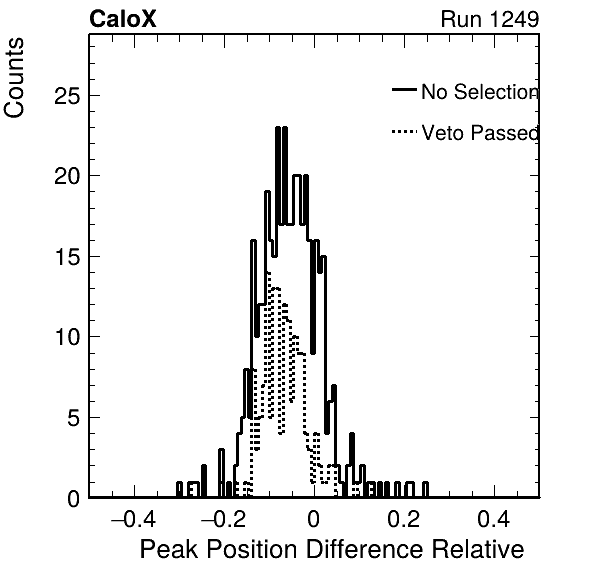 CaloX Run 1249
Counts
No Selection
Veto Passed
25
20
15
10
5
0
−0.4 −0.2 0 0.2 0.4
Peak Position Difference Relative